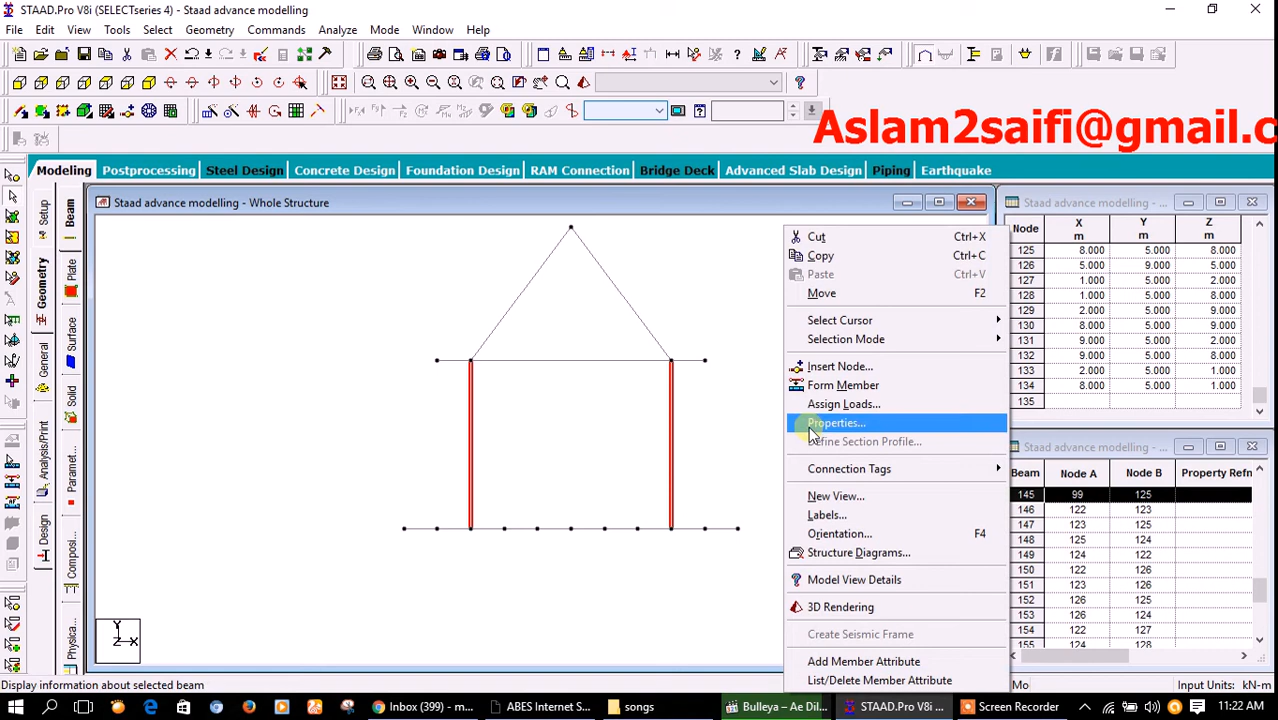 STAAD.Pro V8i (SELECTseries 4) - Staad advance modelling
File Edit View Tools Select Geometry Commands Analyze Mode Window Help
Aslam2saifi@gmail.c
Modeling Postprocessing Steel Design Concrete Design Foundation Design RAM Connection Bridge Deck Advanced Slab Design Piping Earthquake
Setup
Geometry
Analysis/Print
Design
Beam
Plate
Surface
Solid
Paramet...
Composi...
Physica...
Staad advance modelling - Whole Structure
Cut Ctrl+X
Copy Ctrl+C
Paste Ctrl+V
Move F2
Select Cursor
Selection Mode
Insert Node...
Form Member
Assign Loads...
Properties...
Define Section Profile...
Connection Tags
New View...
Labels...
Orientation... F4
Structure Diagrams...
Model View Details
3D Rendering
Create Seismic Frame
Add Member Attribute
List/Delete Member Attribute
Y
Z X
Staad advance modelling - ...
Node X m Y m Z m
125 8.000 5.000 8.000
126 5.000 9.000 5.000
127 1.000 5.000 2.000
128 1.000 5.000 8.000
129 2.000 5.000 9.000
130 8.000 5.000 9.000
131 9.000 5.000 2.000
132 9.000 5.000 8.000
133 2.000 5.000 1.000
134 8.000 5.000 1.000
135
Staad advance modelling - ...
Beam Node A Node B Property Refn
145 99 125
146 122 123
147 123 125
148 125 124
149 122 124
150 122 126
152 123 126
153 126 125
155 126 124
154 122 127
Display information about selected beam
Mo
Input Units: kN-m
Inbox (399) - m...
ABES Internet S...
songs
Bulleya – Ae Dil...
STAAD.Pro V8i ...
Screen Recorder
11:22 AM